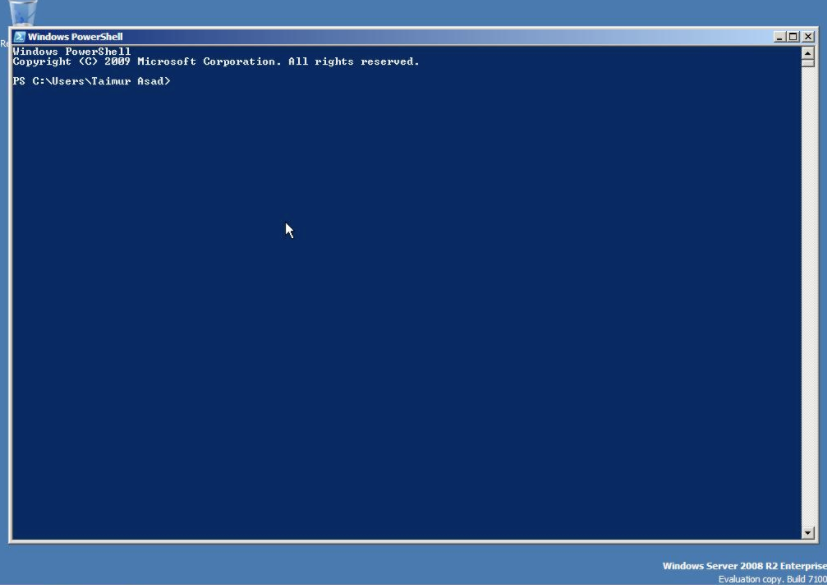 Windows PowerShell
Windows PowerShell
Copyright (C) 2009 Microsoft Corporation. All rights reserved.
PS C:\Users\Taimur Asad>
Windows Server 2008 R2 Enterprise
Evaluation copy. Build 7100